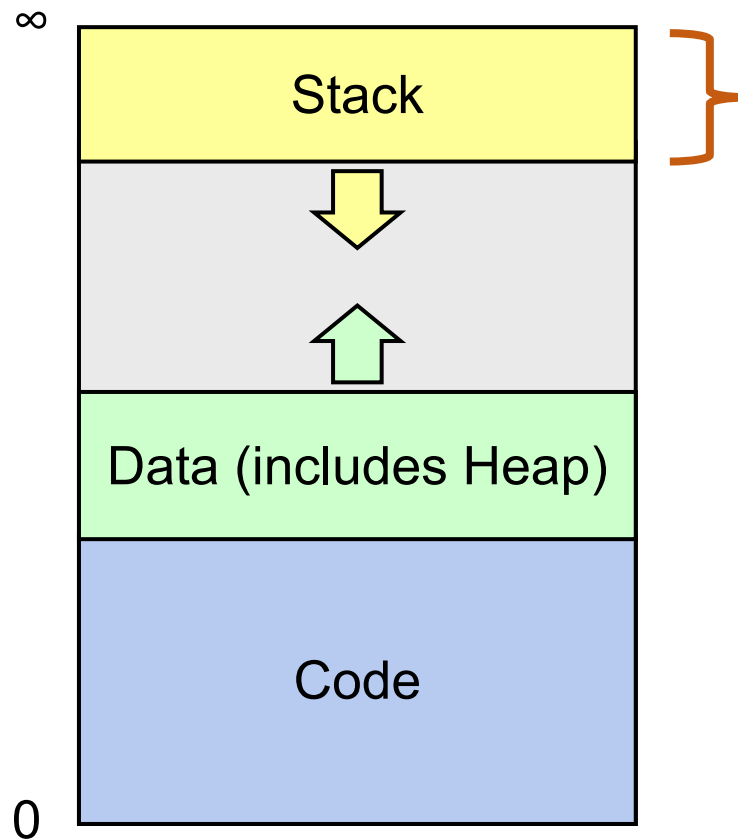 ∞
Stack
Data (includes Heap)
Code
0